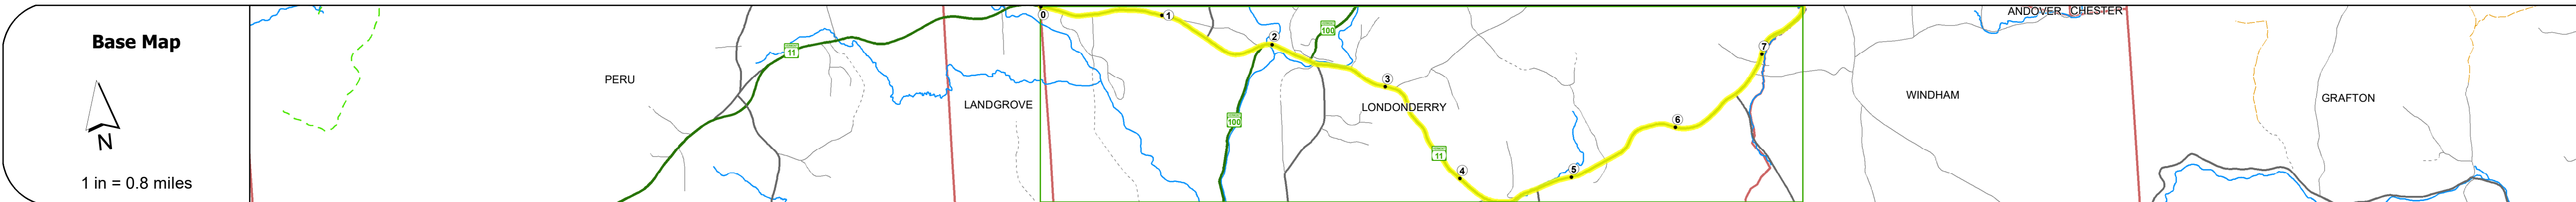 Base Map
N
1 in = 0.8 miles
PERU
11
LANDGROVE
0
1
2
100
100
3
LONDONDERRY
11
4
5
6
7
ANDOVER
CHESTER
WINDHAM
GRAFTON